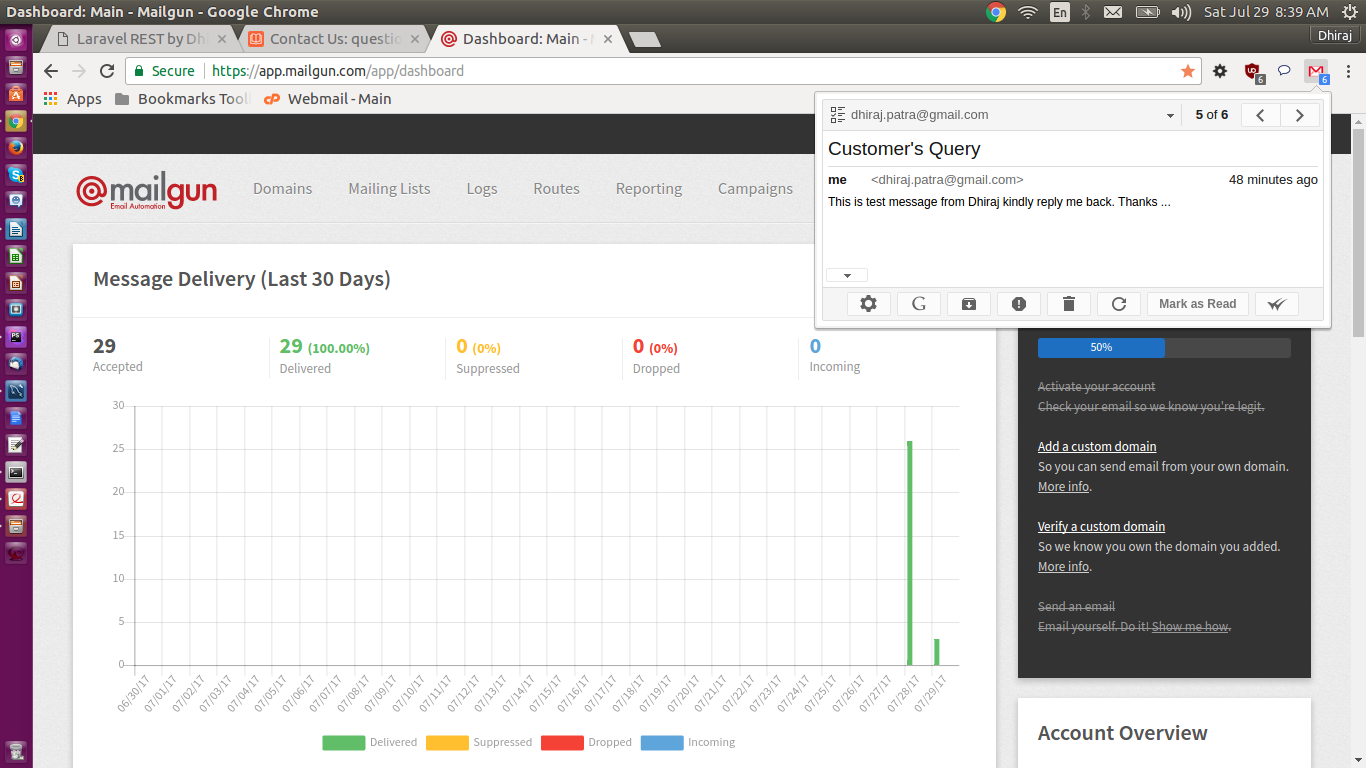 Dashboard: Main - Mailgun - Google Chrome
En
Sat Jul 29 8:39 AM
Laravel REST by Dhi
Contact Us: questio
Dashboard: Main -
Dhiraj
Secure
https://app.mailgun.com/app/dashboard
6
6
Apps
Bookmarks Tool
cP Webmail - Main
dhiraj.patra@gmail.com
5 of 6
Customer's Query
me <dhiraj.patra@gmail.com> 48 minutes ago
This is test message from Dhiraj kindly reply me back. Thanks ...
G
Mark as Read
@mailgun
Email Automation
Domains
Mailing Lists
Logs
Routes
Reporting
Campaigns
Message Delivery (Last 30 Days)
29
Accepted
29 (100.00%)
Delivered
0 (0%)
Suppressed
0 (0%)
Dropped
0
Incoming
30
25
20
15
10
5
0
06/30/17
07/01/17
07/02/17
07/03/17
07/04/17
07/05/17
07/06/17
07/07/17
07/08/17
07/09/17
07/10/17
07/11/17
07/12/17
07/13/17
07/14/17
07/15/17
07/16/17
07/17/17
07/18/17
07/19/17
07/20/17
07/21/17
07/22/17
07/23/17
07/24/17
07/25/17
07/26/17
07/27/17
07/28/17
07/29/17
Delivered
Suppressed
Dropped
Incoming
50%
Activate your account
Check your email so we know you're legit.
Add a custom domain
So you can send email from your own domain.
More info.
Verify a custom domain
So we know you own the domain you added.
More info.
Send an email
Email yourself. Do it! Show me how.
Account Overview